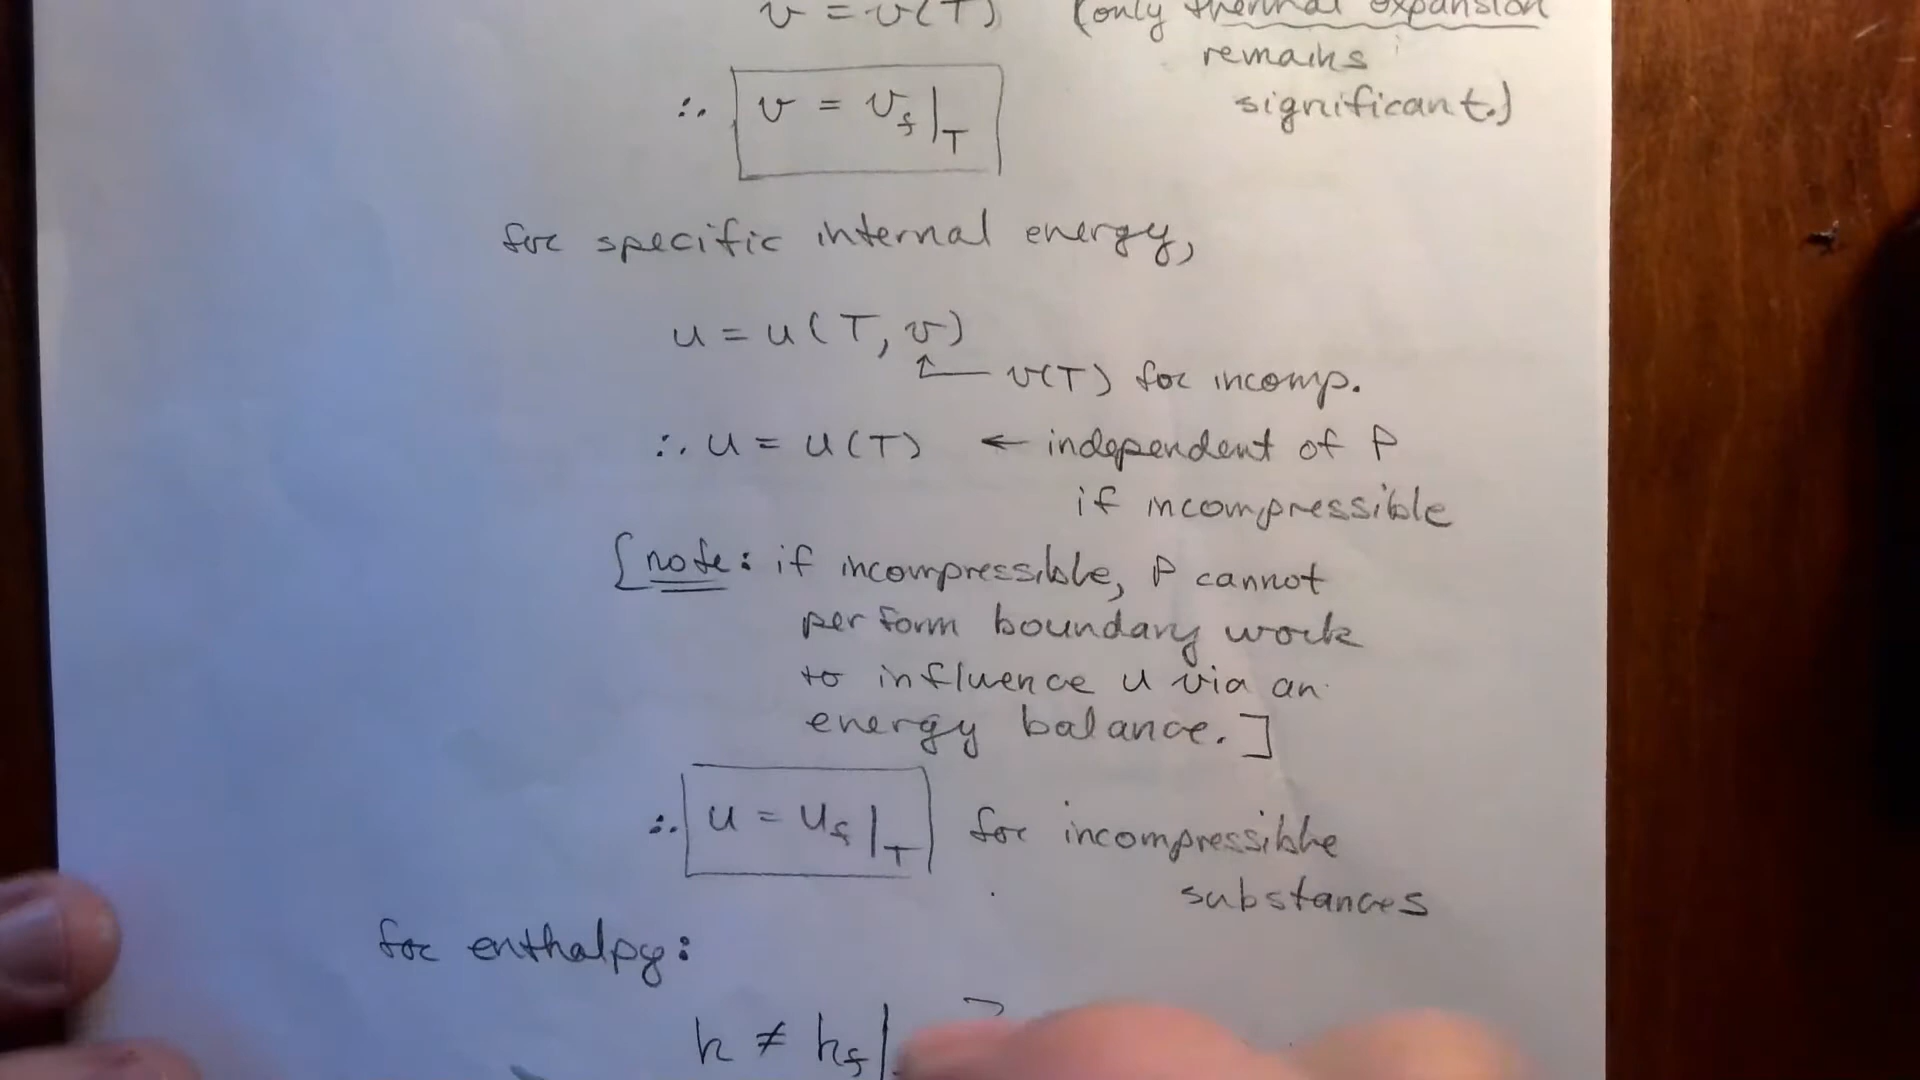 v = v(T) (only thermal expansion
remains
significant.)
∴ v = v_f|_T
for specific internal energy,
u = u(T, v)
v(T) for incomp.
∴ u = u(T) ← independent of P
if incompressible
[note: if incompressible, P cannot
perform boundary work
to influence u via an
energy balance.]
∴ u = u_f|_T for incompressible
substances
for enthalpy:
h ≠ h_f|